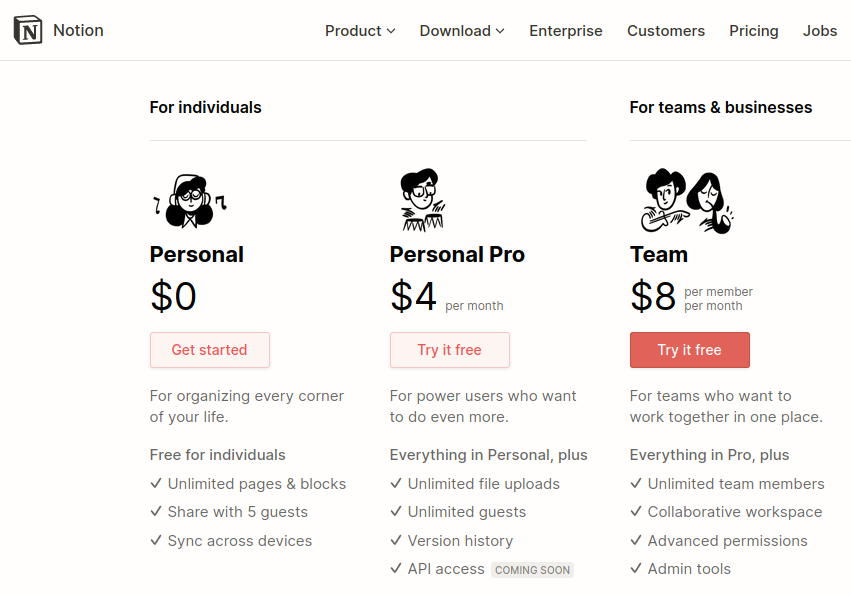 Notion Product Download Enterprise Customers Pricing Jobs
For individuals
For teams & businesses
Personal
$0
Get started
For organizing every corner
of your life.
Free for individuals
Unlimited pages & blocks
Share with 5 guests
Sync across devices
Personal Pro
$4 per month
Try it free
For power users who want
to do even more.
Everything in Personal, plus
Unlimited file uploads
Unlimited guests
Version history
API access COMING SOON
Team
$8 per member
per month
Try it free
For teams who want to
work together in one place.
Everything in Pro, plus
Unlimited team members
Collaborative workspace
Advanced permissions
Admin tools